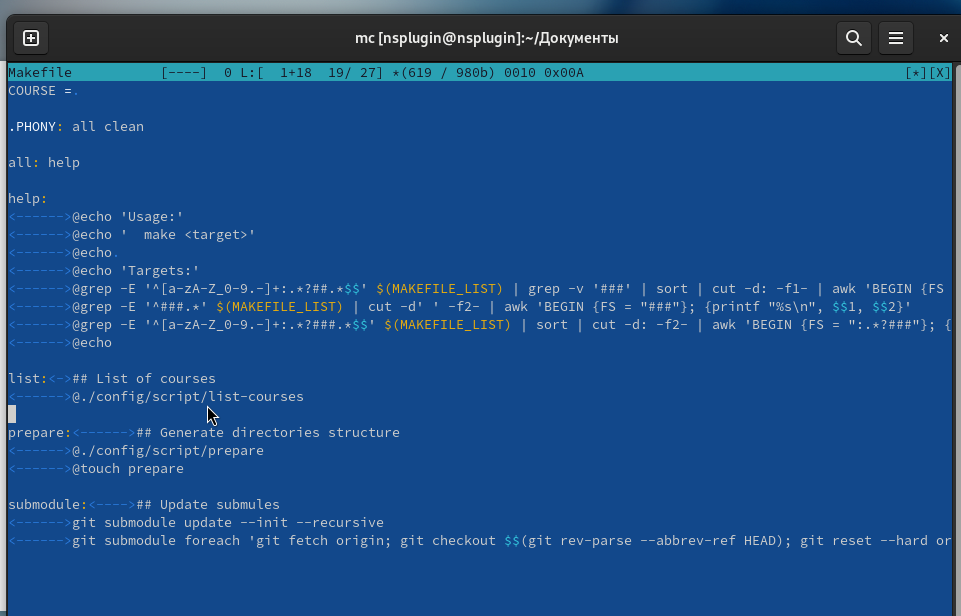 mc [nsplugin@nsplugin]:~/Документы
Makefile [----] 0 L:[ 1+18 19/ 27] *(619 / 980b) 0010 0x00A [*][X]
COURSE =.
.PHONY: all clean
all: help
help:
<------>@echo 'Usage:'
<------>@echo '  make <target>'
<------>@echo.
<------>@echo 'Targets:'
<------>@grep -E '^[a-zA-Z_0-9.-]+:.*?##.*$$' $(MAKEFILE_LIST) | grep -v '###' | sort | cut -d: -f1- | awk 'BEGIN {FS
<------>@grep -E '^###.*' $(MAKEFILE_LIST) | cut -d' ' -f2- | awk 'BEGIN {FS = "###"}; {printf "%s\n", $$1, $$2}'
<------>@grep -E '^[a-zA-Z_0-9.-]+:.*?###.*$$' $(MAKEFILE_LIST) | sort | cut -d: -f2- | awk 'BEGIN {FS = ":.*?###"}; {
<------>@echo
list:<->## List of courses
<------>@./config/script/list-courses
prepare:<------>## Generate directories structure
<------>@./config/script/prepare
<------>@touch prepare
submodule:<---->## Update submules
<------>git submodule update --init --recursive
<------>git submodule foreach 'git fetch origin; git checkout $$(git rev-parse --abbrev-ref HEAD); git reset --hard or